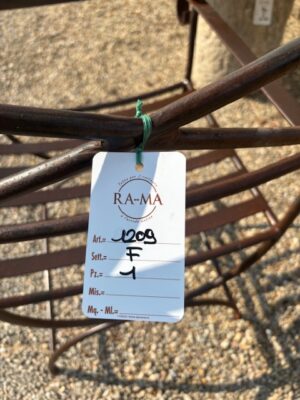 RA-MA
Art.= 1209
Sett.= F
Pz.= 1
Mis.=
Mq. - Ml.=